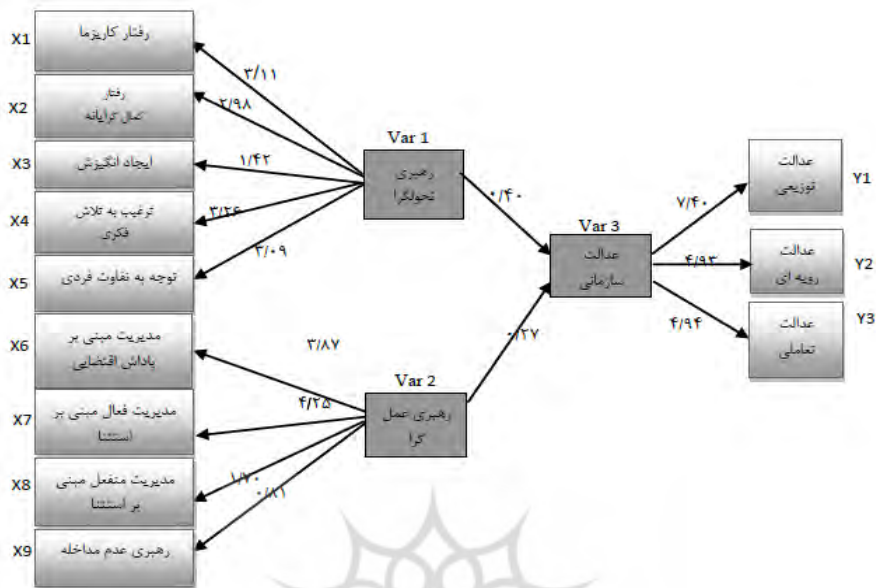 X1
رفتار کاریزما
X2
رفتار
کمال گرایانه
X3
ایجاد انگیزش
X4
ترغیب به تلاش
فکری
X5
توجه به تفاوت فردی
X6
مدیریت مبنی بر
پاداش اقتضایی
X7
مدیریت فعال مبنی بر
استثنا
X8
مدیریت منفعل مبنی
بر استثنا
X9
رهبری عدم مداخله
۳/۱۱
۲/۹۸
۱/۴۲
۳/۲۶
۳/۰۹
۳/۸۷
۴/۲۵
۱/۷۰
۰/۸۱
Var 1
رهبری
تحولگرا
Var 2
رهبری عمل
گرا
۰/۴۰
۰/۲۷
Var 3
عدالت
سازمانی
۷/۴۰
۴/۹۳
۴/۹۴
عدالت
توزیعی
Y1
عدالت
رویه ای
Y2
عدالت
تعاملی
Y3